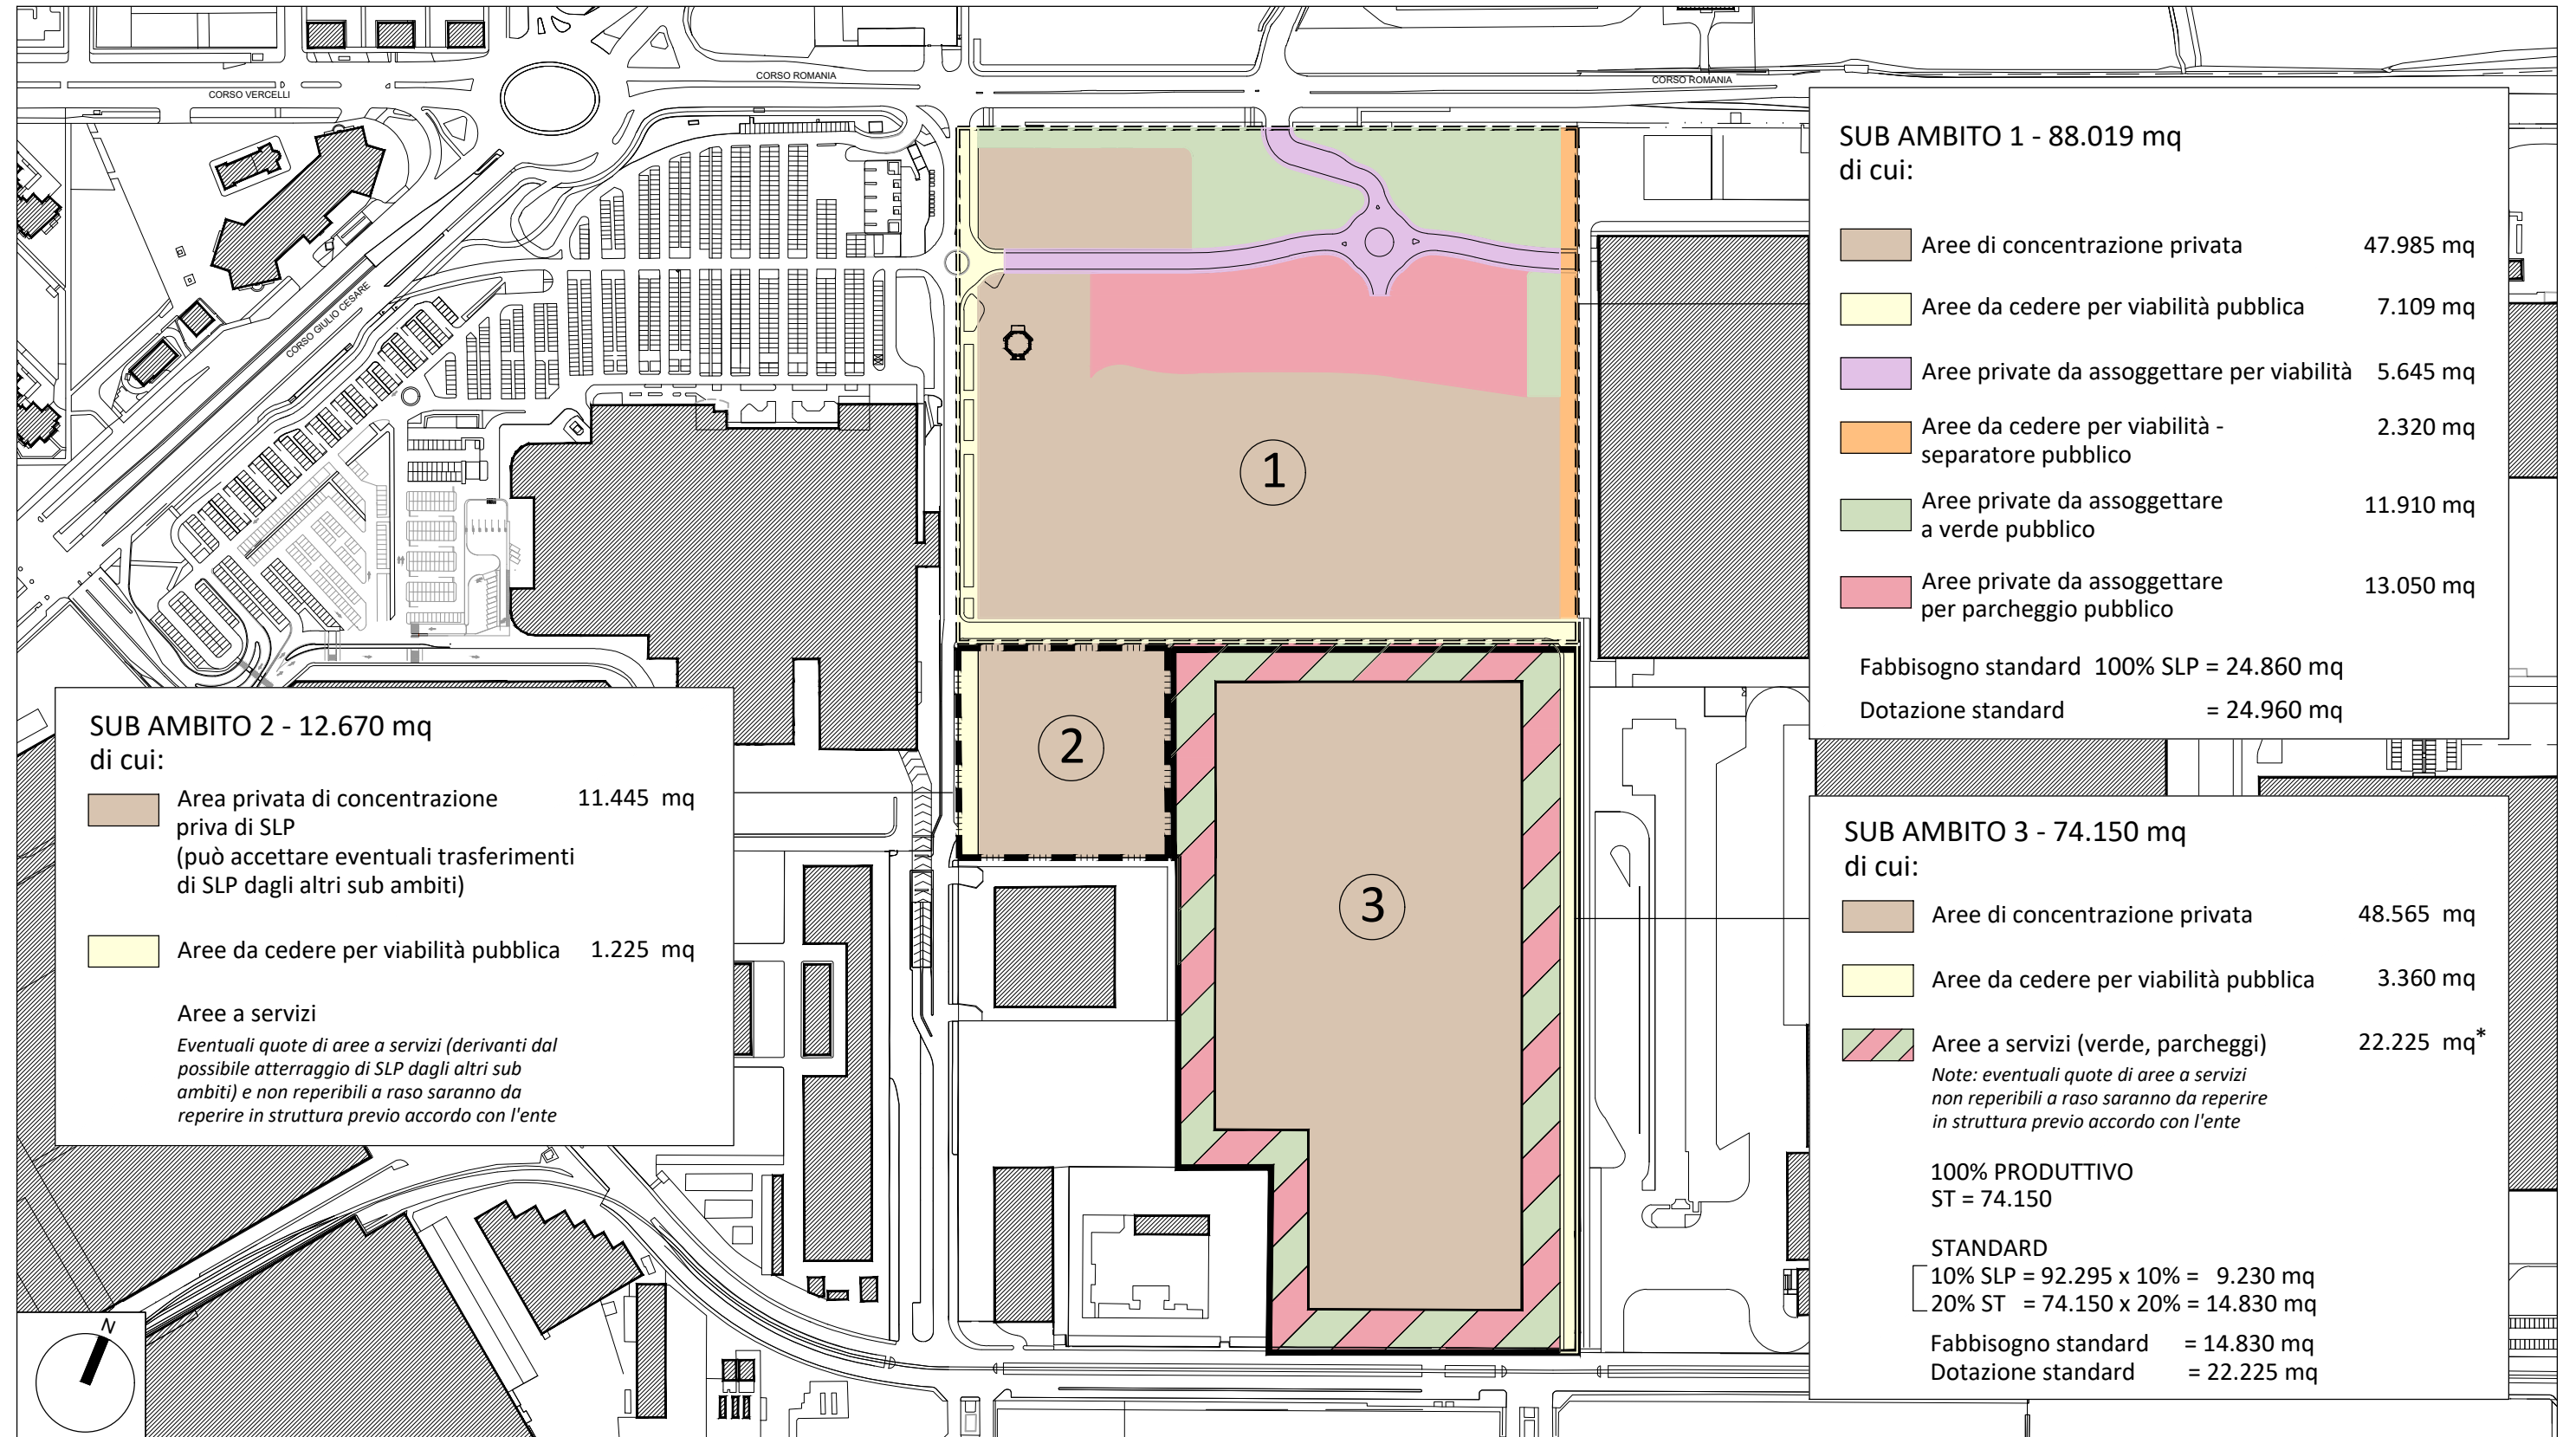 CORSO VERCELLI
CORSO ROMANIA
CORSO ROMANIA
CORSO GIULIO CESARE
1
2
3
SUB AMBITO 1 - 88.019 mq
di cui:
Aree di concentrazione privata 47.985 mq
Aree da cedere per viabilità pubblica 7.109 mq
Aree private da assoggettare per viabilità 5.645 mq
Aree da cedere per viabilità - 2.320 mq
separatore pubblico
Aree private da assoggettare 11.910 mq
a verde pubblico
Aree private da assoggettare 13.050 mq
per parcheggio pubblico
Fabbisogno standard 100% SLP = 24.860 mq
Dotazione standard = 24.960 mq
SUB AMBITO 2 - 12.670 mq
di cui:
Area privata di concentrazione 11.445 mq
priva di SLP
(può accettare eventuali trasferimenti
di SLP dagli altri sub ambiti)
Aree da cedere per viabilità pubblica 1.225 mq
Aree a servizi
Eventuali quote di aree a servizi (derivanti dal
possibile atterraggio di SLP dagli altri sub
ambiti) e non reperibili a raso saranno da
reperire in struttura previo accordo con l'ente
SUB AMBITO 3 - 74.150 mq
di cui:
Aree di concentrazione privata 48.565 mq
Aree da cedere per viabilità pubblica 3.360 mq
Aree a servizi (verde, parcheggi) 22.225 mq*
Note: eventuali quote di aree a servizi
non reperibili a raso saranno da reperire
in struttura previo accordo con l'ente
100% PRODUTTIVO
ST = 74.150
STANDARD
10% SLP = 92.295 x 10% = 9.230 mq
20% ST = 74.150 x 20% = 14.830 mq
Fabbisogno standard = 14.830 mq
Dotazione standard = 22.225 mq
N